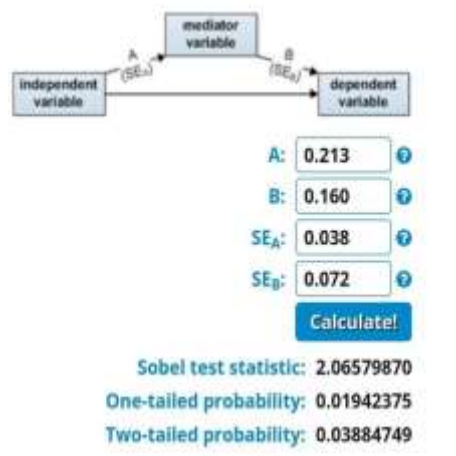 mediator
variable
A
(SEₐ)
B
(SEᵦ)
independent
variable
dependent
variable
A: 0.213 ?
B: 0.160 ?
SEA: 0.038 ?
SEB: 0.072 ?
Calculate!
Sobel test statistic: 2.06579870
One-tailed probability: 0.01942375
Two-tailed probability: 0.03884749